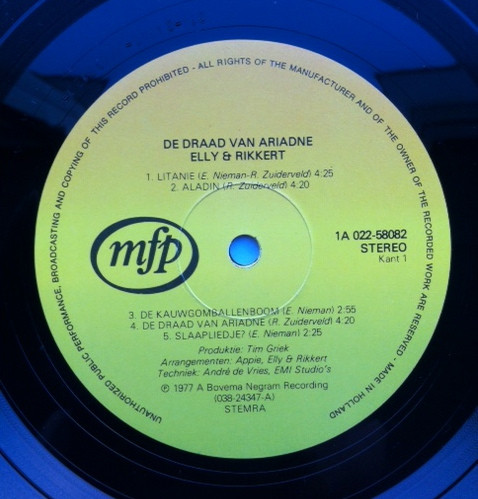 UNAUTHORIZED PUBLIC PERFORMANCE, BROADCASTING AND COPYING OF THIS RECORD PROHIBITED - ALL RIGHTS OF THE MANUFACTURER AND OF THE OWNER OF THE RECORDED WORK ARE RESERVED - MADE IN HOLLAND
DE DRAAD VAN ARIADNE
ELLY & RIKKERT
1. LITANIE (E. Nieman-R. Zuiderveld) 4:25
2. ALADIN (R. Zuiderveld) 4:20
mfp
1A 022-58082
STEREO
Kant 1
3. DE KAUWGOMBALLENBOOM (E. Nieman) 2:55
4. DE DRAAD VAN ARIADNE (R. Zuiderveld) 4:20
5. SLAAPLIEDJE? (E. Nieman) 2:25
Produktie: Tim Griek
Arrangementen: Appie, Elly & Rikkert
Techniek: André de Vries, EMI Studio's
℗ 1977 A Bovema Negram Recording
(038-24347-A)
STEMRA